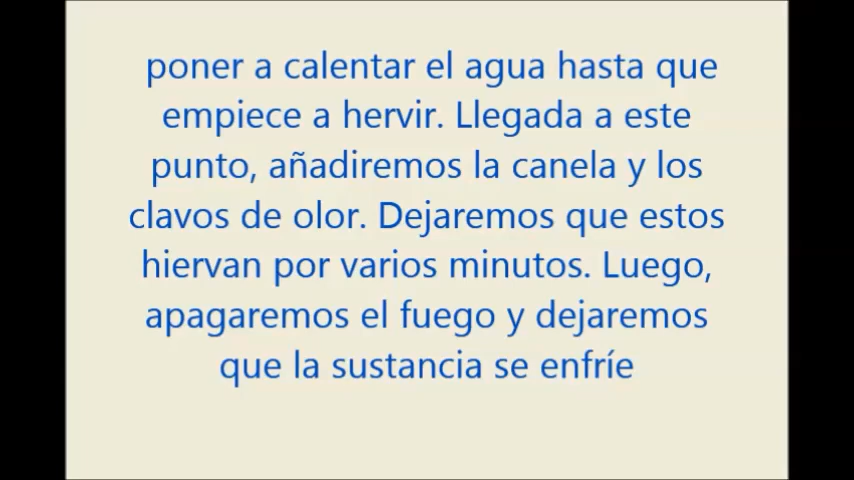 poner a calentar el agua hasta que
empiece a hervir. Llegada a este
punto, añadiremos la canela y los
clavos de olor. Dejaremos que estos
hiervan por varios minutos. Luego,
apagaremos el fuego y dejaremos
que la sustancia se enfríe